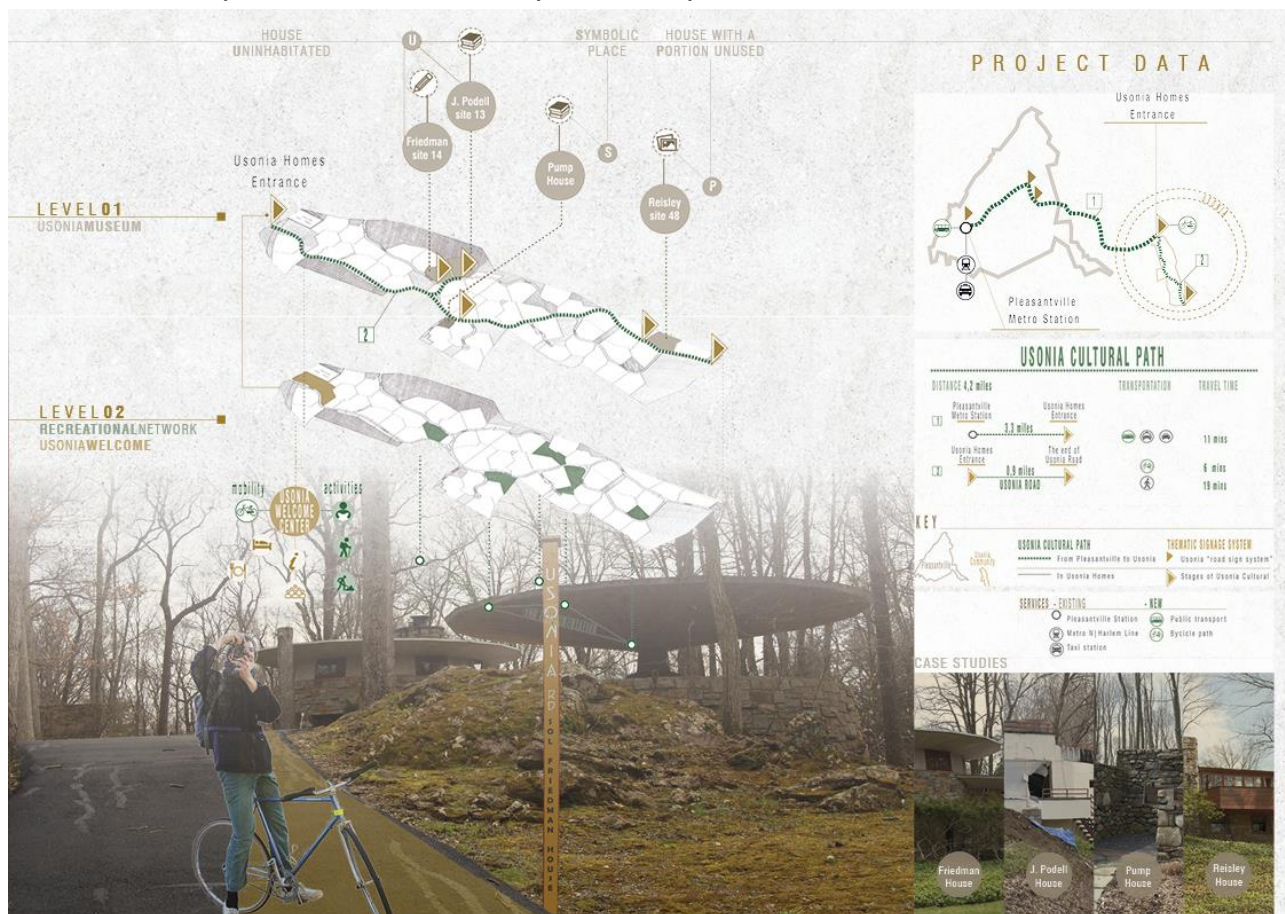 HOUSE
UNINHABITATED
U
SYMBOLIC
PLACE
HOUSE WITH A
PORTION UNUSED
J. Podell
site 13
Friedman
site 14
Pump
House
S
Reisley
site 48
P
Usonia Homes
Entrance
LEVEL01
USONIAMUSEUM
2
LEVEL02
RECREATIONALNETWORK
USONIAWELCOME
mobility
USONIA
WELCOME
CENTER
activities
i
USONIA RD SOL FRIEDMAN HOUSE
PROJECT DATA
Usonia Homes
Entrance
1
USONIA
2
Pleasantville
Metro Station
USONIA CULTURAL PATH
DISTANCE 4,2 miles
TRANSPORTATION
TRAVEL TIME
Pleasantville
Metro Station
Usonia Homes
Entrance
1
3,3 miles
11 mins
Usonia Homes
Entrance
The end of
Usonia Road
0,9 miles
USONIA ROAD
6 mins
19 mins
KEY
Pleasantville
Usonia
Community
USONIA CULTURAL PATH
From Pleasantville to Usonia
In Usonia Homes
THEMATIC SIGNAGE SYSTEM
Usonia "road sign system"
Stages of Usonia Cultural
SERVICES - EXISTING
- NEW
Pleasantville Station
Public transport
Metro N|Harlem Line
Bycicle path
Taxi station
CASE STUDIES
Friedman
House
J. Podell
House
Pump
House
Reisley
House